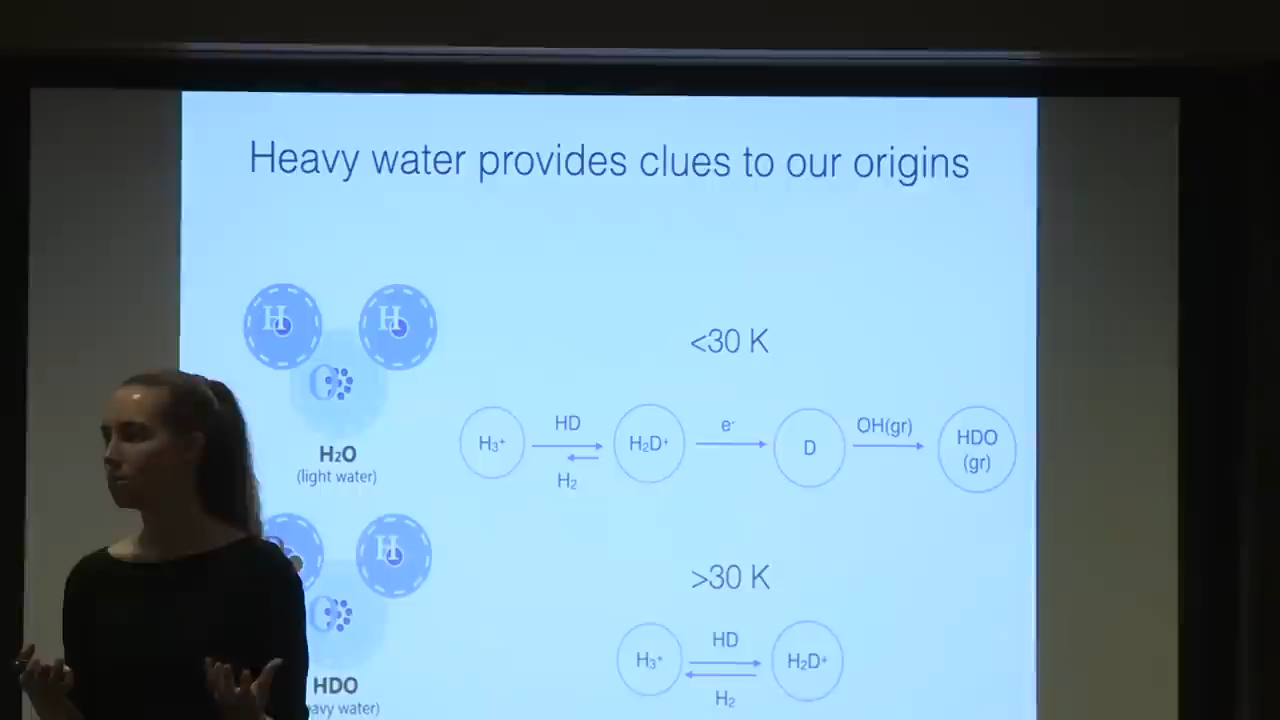 Heavy water provides clues to our origins
H H
O
H₂O
(light water)
<30 K
HD
H₃⁺ H₂D⁺ e⁻ D OH(gr) HDO
(gr)
H₂
H
O
HDO
water)
>30 K
HD
H₃⁺ H₂D⁺
H₂